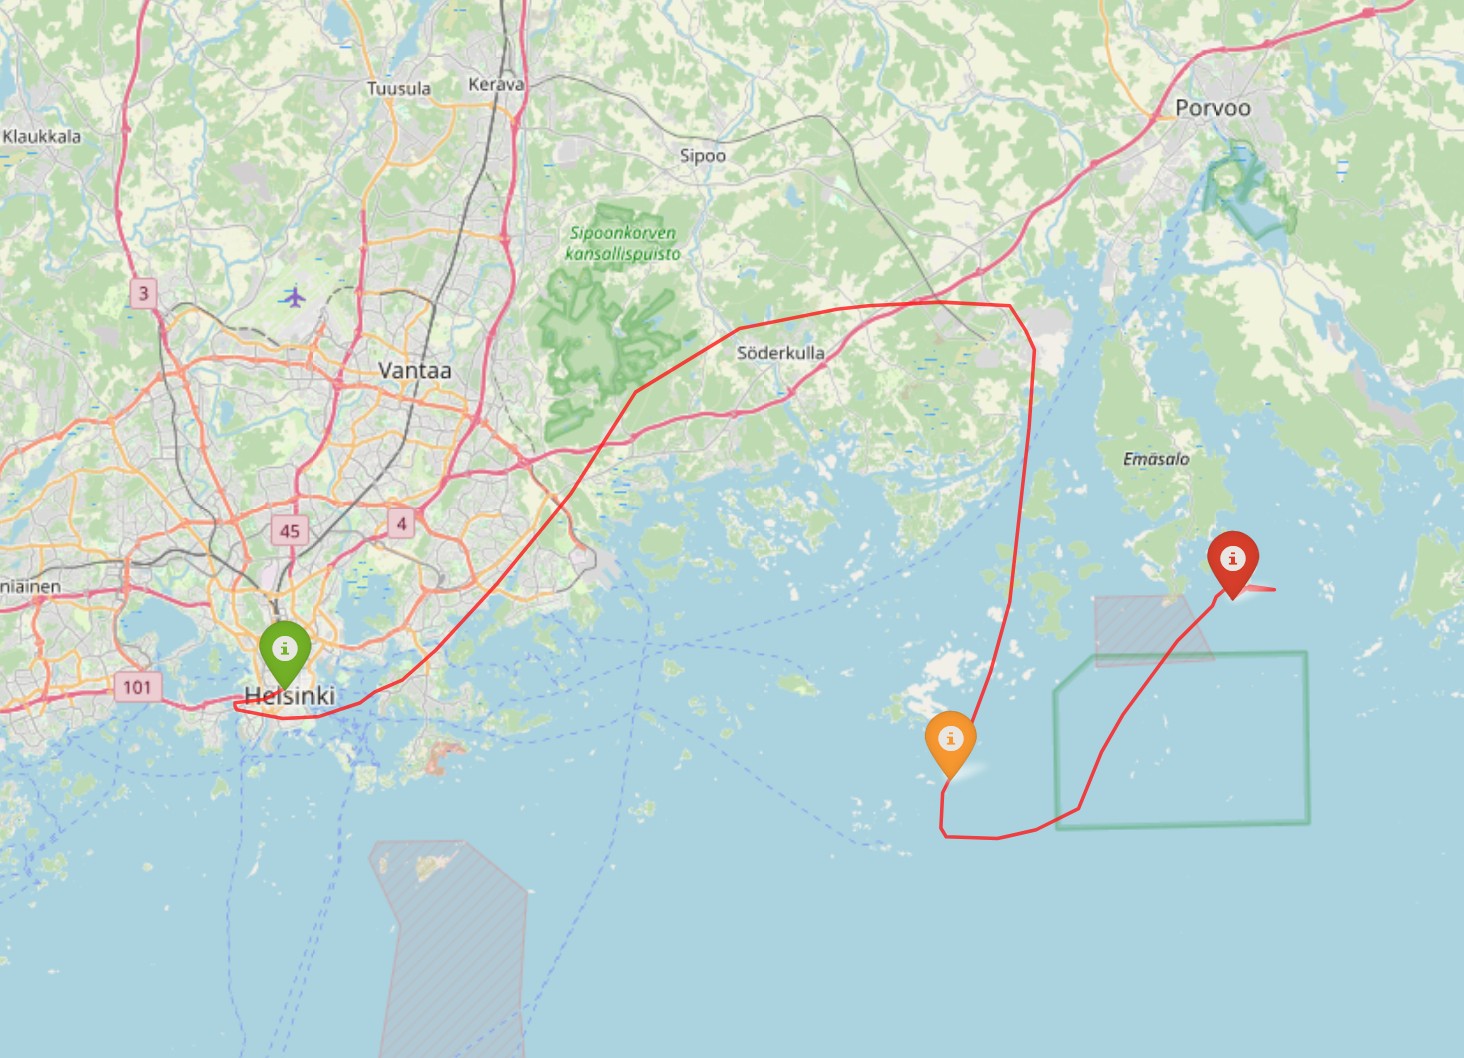 Tuusula
Kerava
Klaukkala
Porvoo
Sipoo
Sipoonkorven
kansallispuisto
3
Vantaa
Söderkulla
Emäsalo
45
4
niainen
101
Helsinki